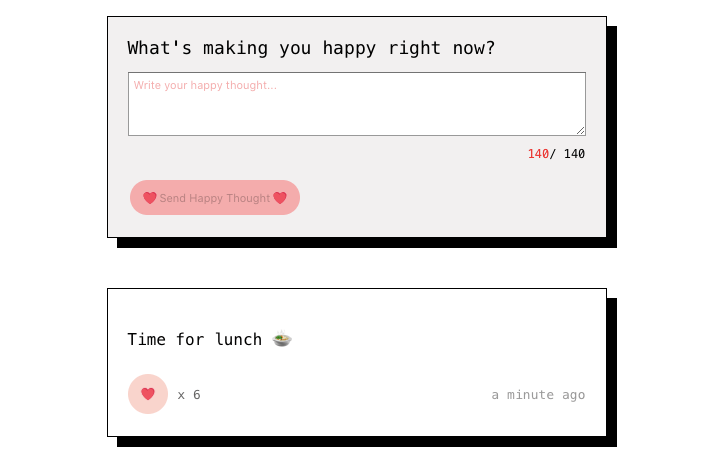 What's making you happy right now?
Write your happy thought...
140/ 140
❤️ Send Happy Thought ❤️
Time for lunch 🍲
❤️ x 6
a minute ago